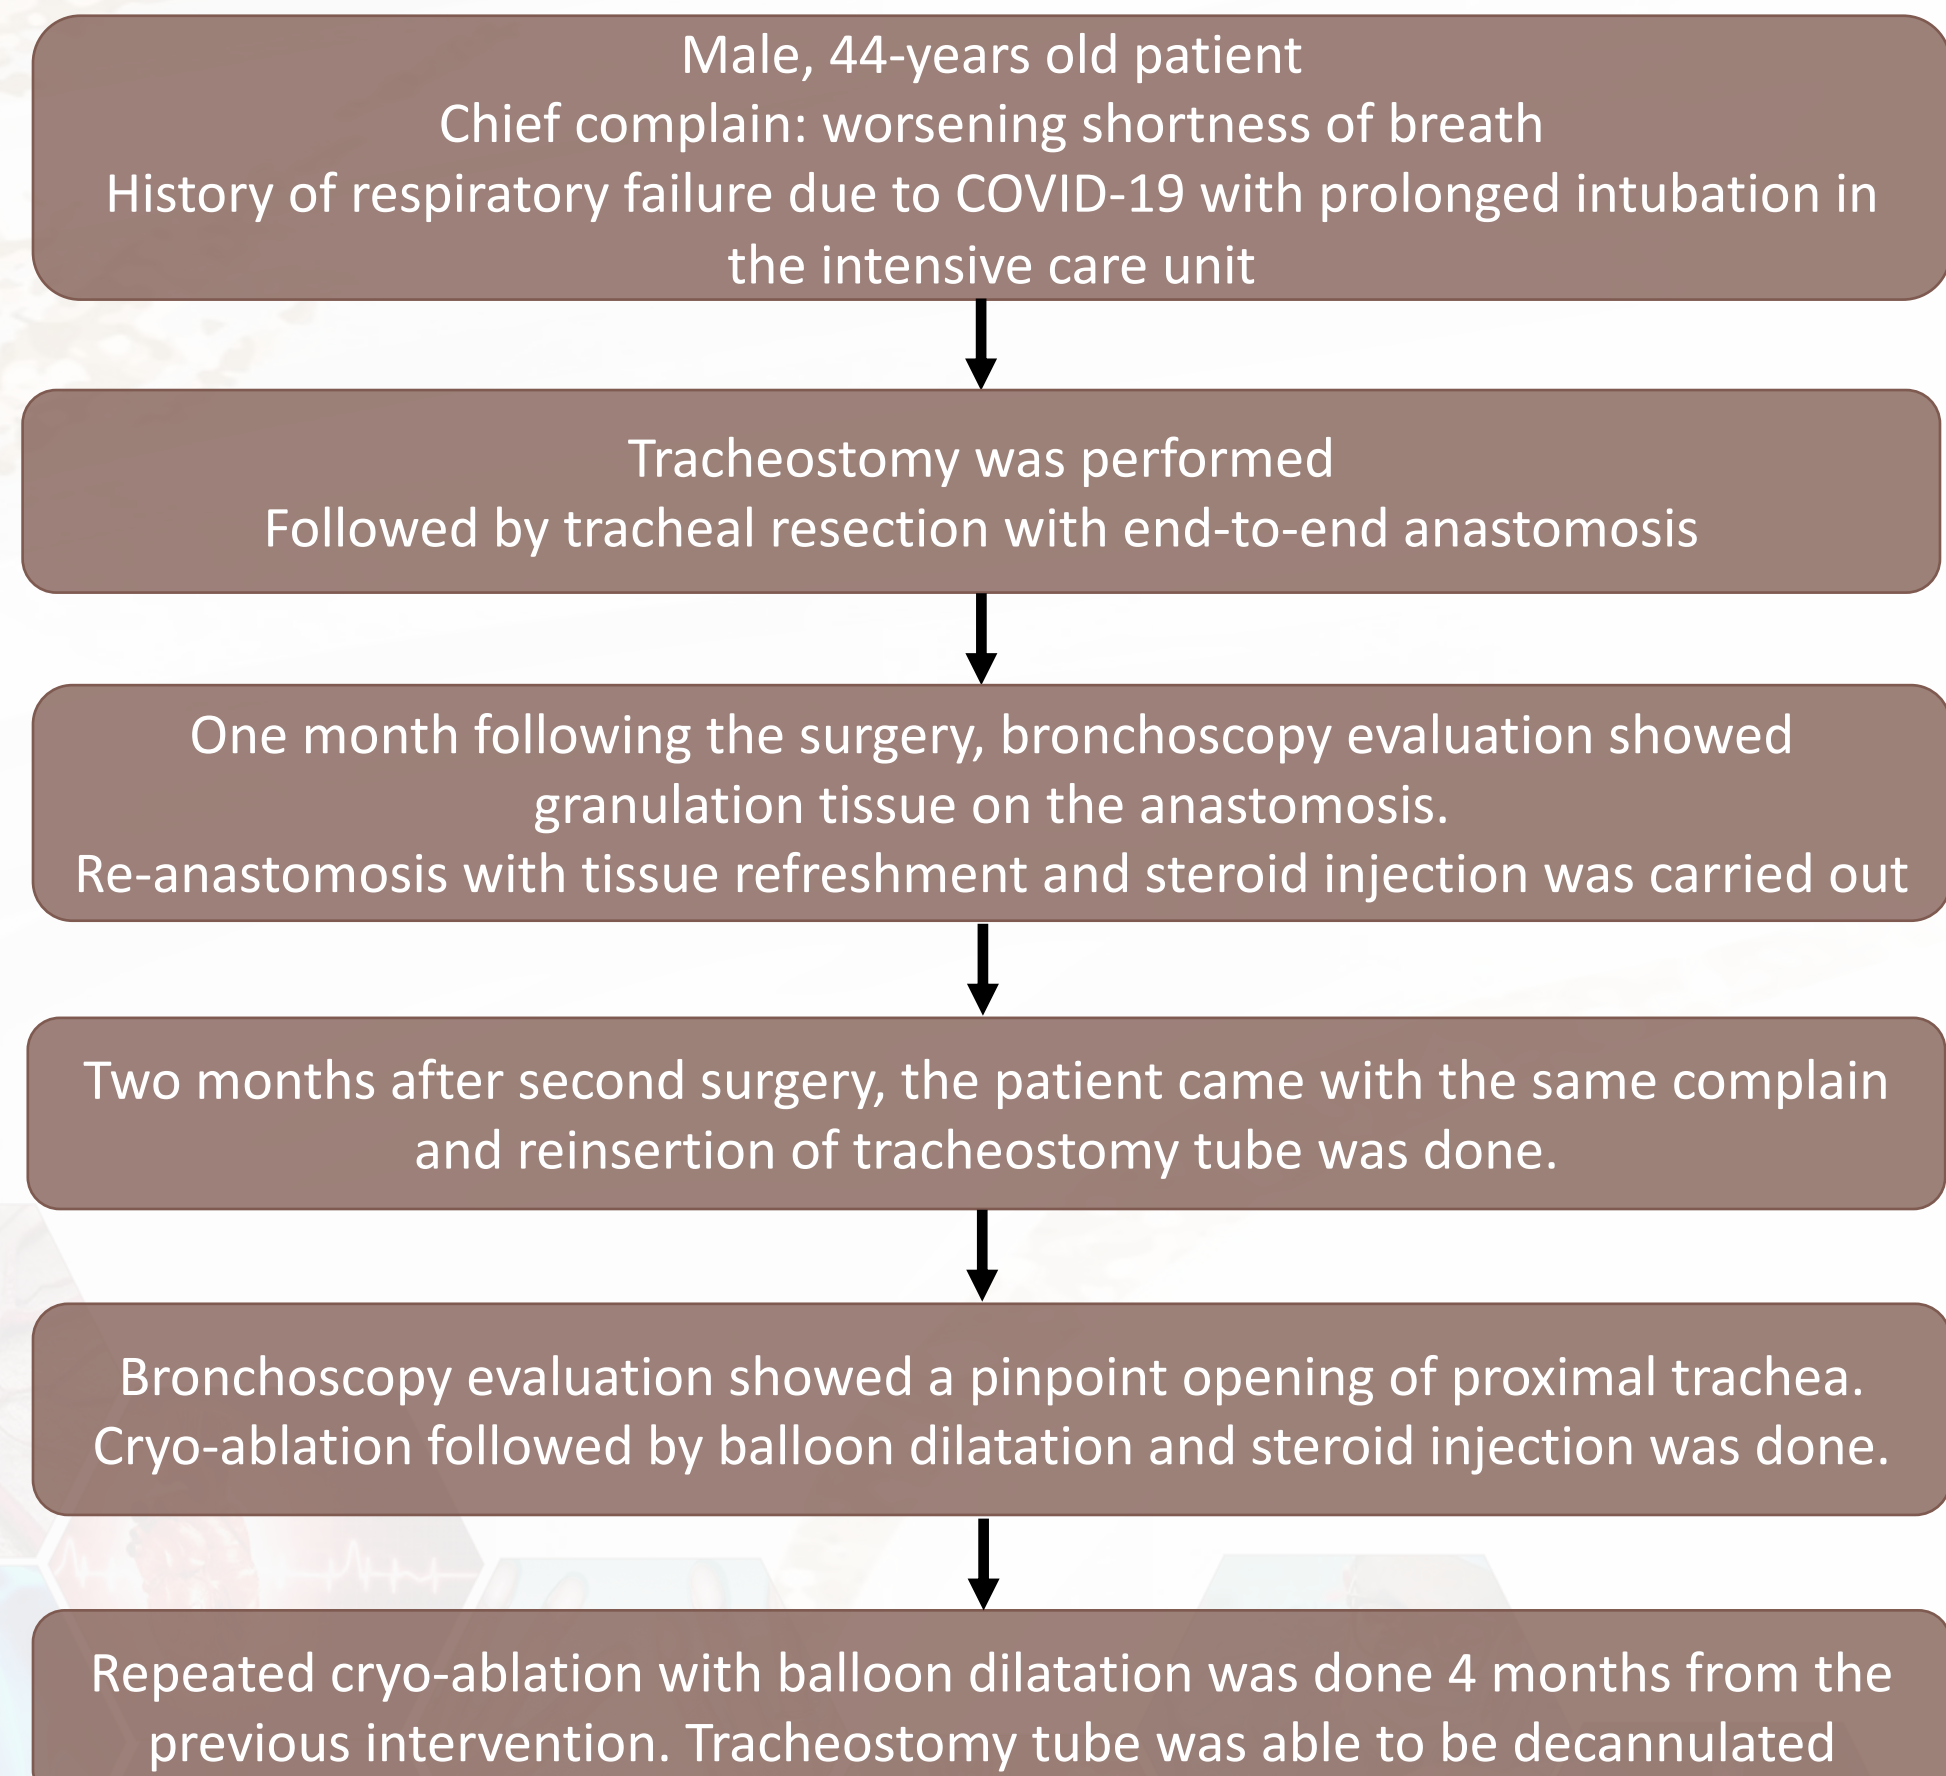 Male, 44-years old patient
Chief complain: worsening shortness of breath
History of respiratory failure due to COVID-19 with prolonged intubation in
the intensive care unit
Tracheostomy was performed
Followed by tracheal resection with end-to-end anastomosis
One month following the surgery, bronchoscopy evaluation showed
granulation tissue on the anastomosis.
Re-anastomosis with tissue refreshment and steroid injection was carried out
Two months after second surgery, the patient came with the same complain
and reinsertion of tracheostomy tube was done.
Bronchoscopy evaluation showed a pinpoint opening of proximal trachea.
Cryo-ablation followed by balloon dilatation and steroid injection was done.
Repeated cryo-ablation with balloon dilatation was done 4 months from the
previous intervention. Tracheostomy tube was able to be decannulated